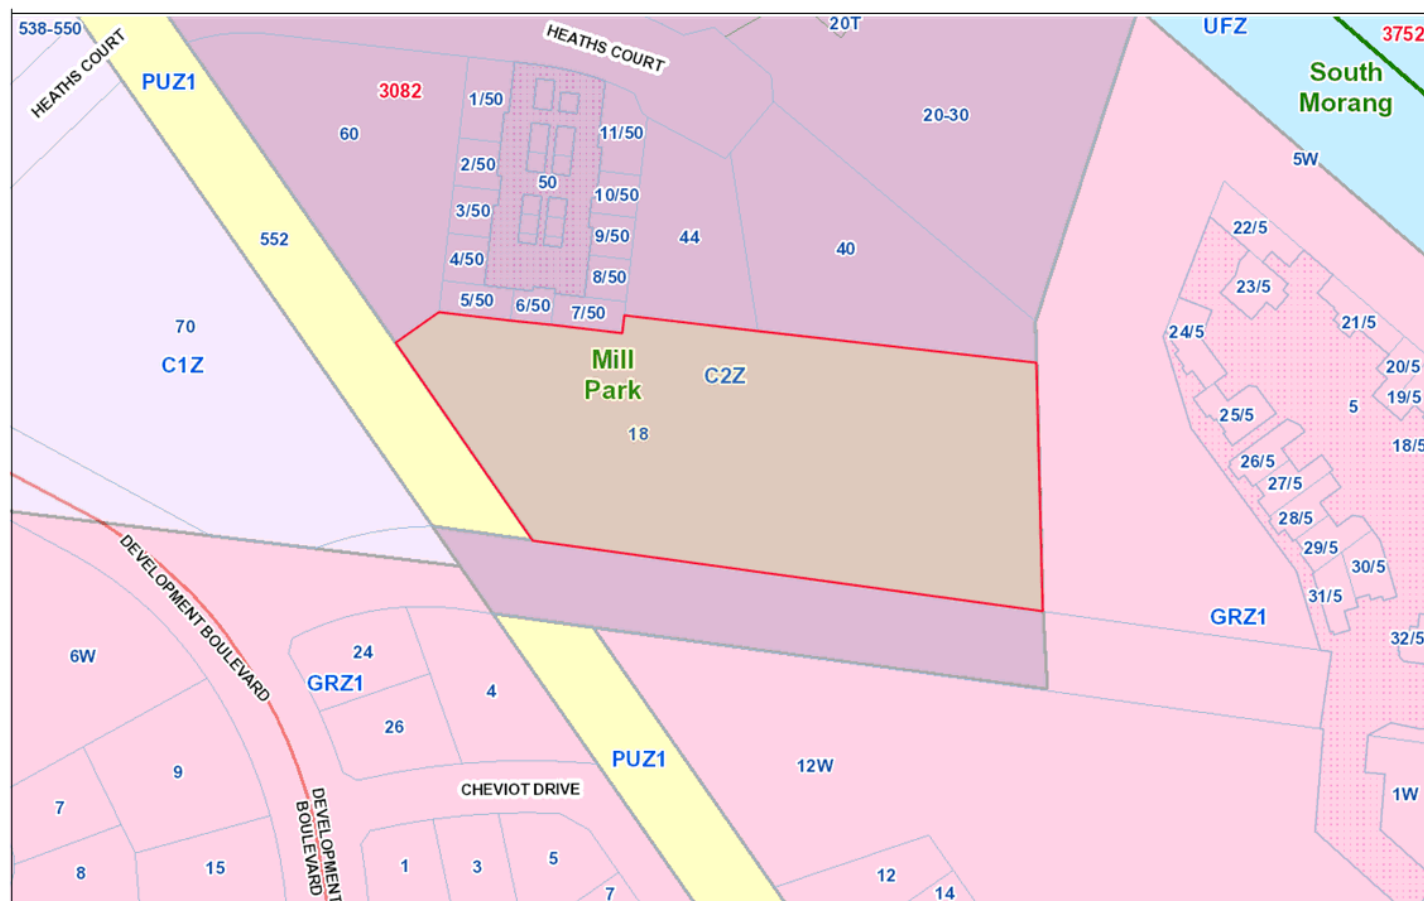 538-550
HEATHS COURT
HEATHS COURT
20T
UFZ
3752
South
Morang
PUZ1
3082
1/50
60
11/50
20-30
2/50
50
5W
10/50
3/50
22/5
552
44
9/50
40
4/50
8/50
23/5
5/50
6/50
7/50
21/5
24/5
70
C1Z
Mill
Park
C2Z
20/5
19/5
5
25/5
18
18/5
26/5
27/5
28/5
29/5
30/5
31/5
DEVELOPMENT BOULEVARD
GRZ1
32/5
6W
24
GRZ1
4
26
PUZ1
12W
9
CHEVIOT DRIVE
1W
7
DEVELOPMENT
BOULEVARD
8
15
1
3
5
12
7
14